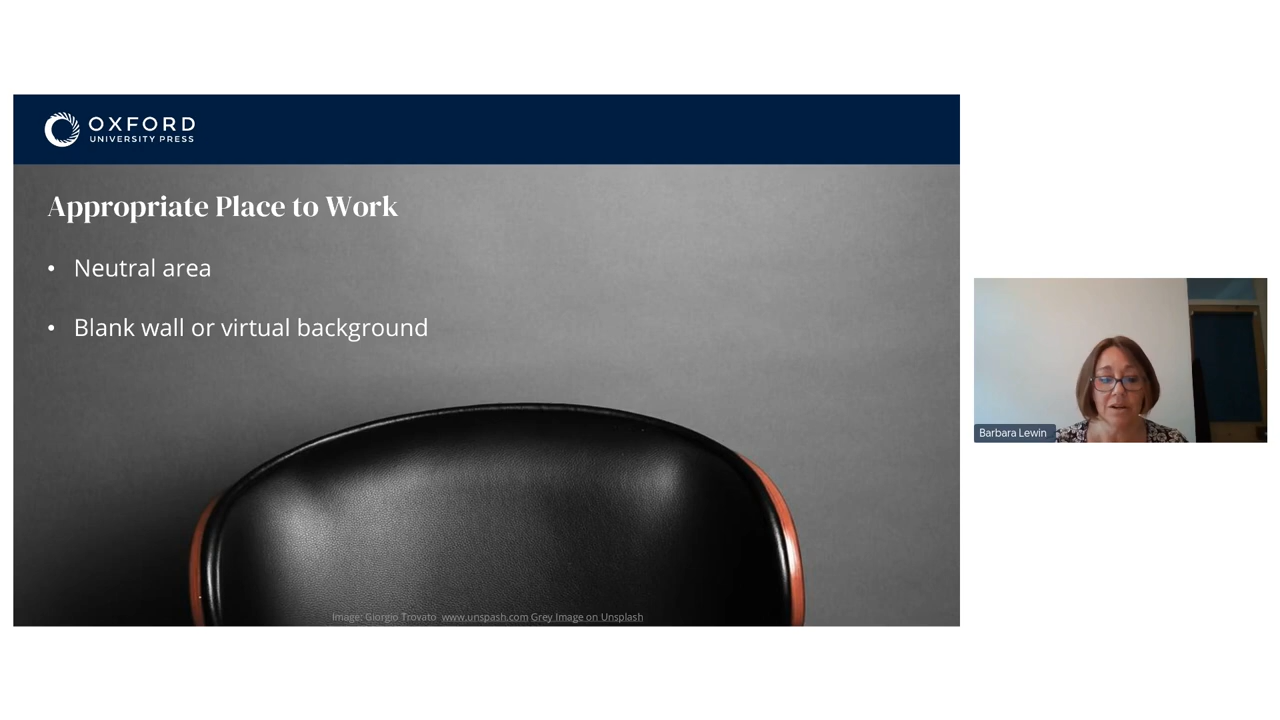 OXFORD
UNIVERSITY PRESS
Appropriate Place to Work
• Neutral area
• Blank wall or virtual background
Image: Giorgio Trovato www.unspash.com Grey Image on Unsplash
Barbara Lewin